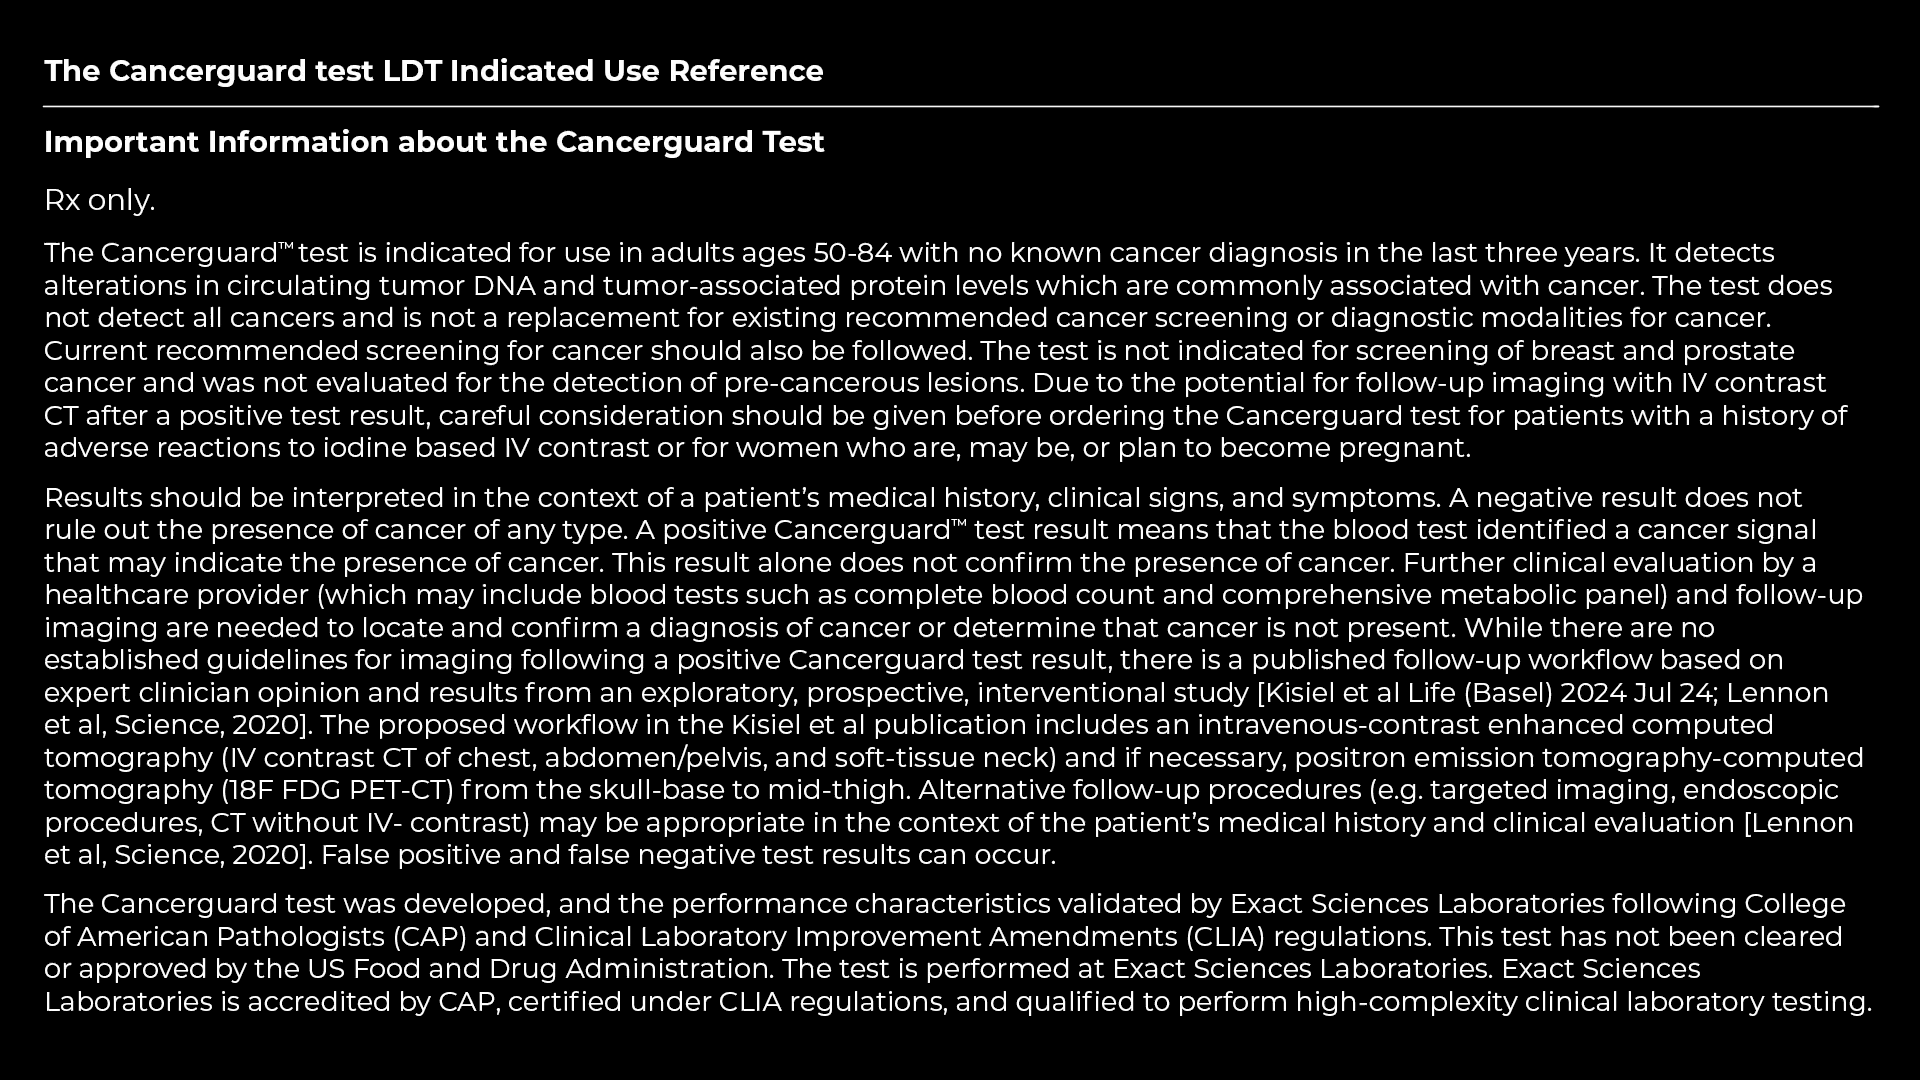 The Cancerguard test LDT Indicated Use Reference
Important Information about the Cancerguard Test
Rx only.
The Cancerguard™ test is indicated for use in adults ages 50-84 with no known cancer diagnosis in the last three years. It detects
alterations in circulating tumor DNA and tumor-associated protein levels which are commonly associated with cancer. The test does
not detect all cancers and is not a replacement for existing recommended cancer screening or diagnostic modalities for cancer.
Current recommended screening for cancer should also be followed. The test is not indicated for screening of breast and prostate
cancer and was not evaluated for the detection of pre-cancerous lesions. Due to the potential for follow-up imaging with IV contrast
CT after a positive test result, careful consideration should be given before ordering the Cancerguard test for patients with a history of
adverse reactions to iodine based IV contrast or for women who are, may be, or plan to become pregnant.
Results should be interpreted in the context of a patient’s medical history, clinical signs, and symptoms. A negative result does not
rule out the presence of cancer of any type. A positive Cancerguard™ test result means that the blood test identified a cancer signal
that may indicate the presence of cancer. This result alone does not confirm the presence of cancer. Further clinical evaluation by a
healthcare provider (which may include blood tests such as complete blood count and comprehensive metabolic panel) and follow-up
imaging are needed to locate and confirm a diagnosis of cancer or determine that cancer is not present. While there are no
established guidelines for imaging following a positive Cancerguard test result, there is a published follow-up workflow based on
expert clinician opinion and results from an exploratory, prospective, interventional study [Kisiel et al Life (Basel) 2024 Jul 24; Lennon
et al, Science, 2020]. The proposed workflow in the Kisiel et al publication includes an intravenous-contrast enhanced computed
tomography (IV contrast CT of chest, abdomen/pelvis, and soft-tissue neck) and if necessary, positron emission tomography-computed
tomography (18F FDG PET-CT) from the skull-base to mid-thigh. Alternative follow-up procedures (e.g. targeted imaging, endoscopic
procedures, CT without IV- contrast) may be appropriate in the context of the patient’s medical history and clinical evaluation [Lennon
et al, Science, 2020]. False positive and false negative test results can occur.
The Cancerguard test was developed, and the performance characteristics validated by Exact Sciences Laboratories following College
of American Pathologists (CAP) and Clinical Laboratory Improvement Amendments (CLIA) regulations. This test has not been cleared
or approved by the US Food and Drug Administration. The test is performed at Exact Sciences Laboratories. Exact Sciences
Laboratories is accredited by CAP, certified under CLIA regulations, and qualified to perform high-complexity clinical laboratory testing.